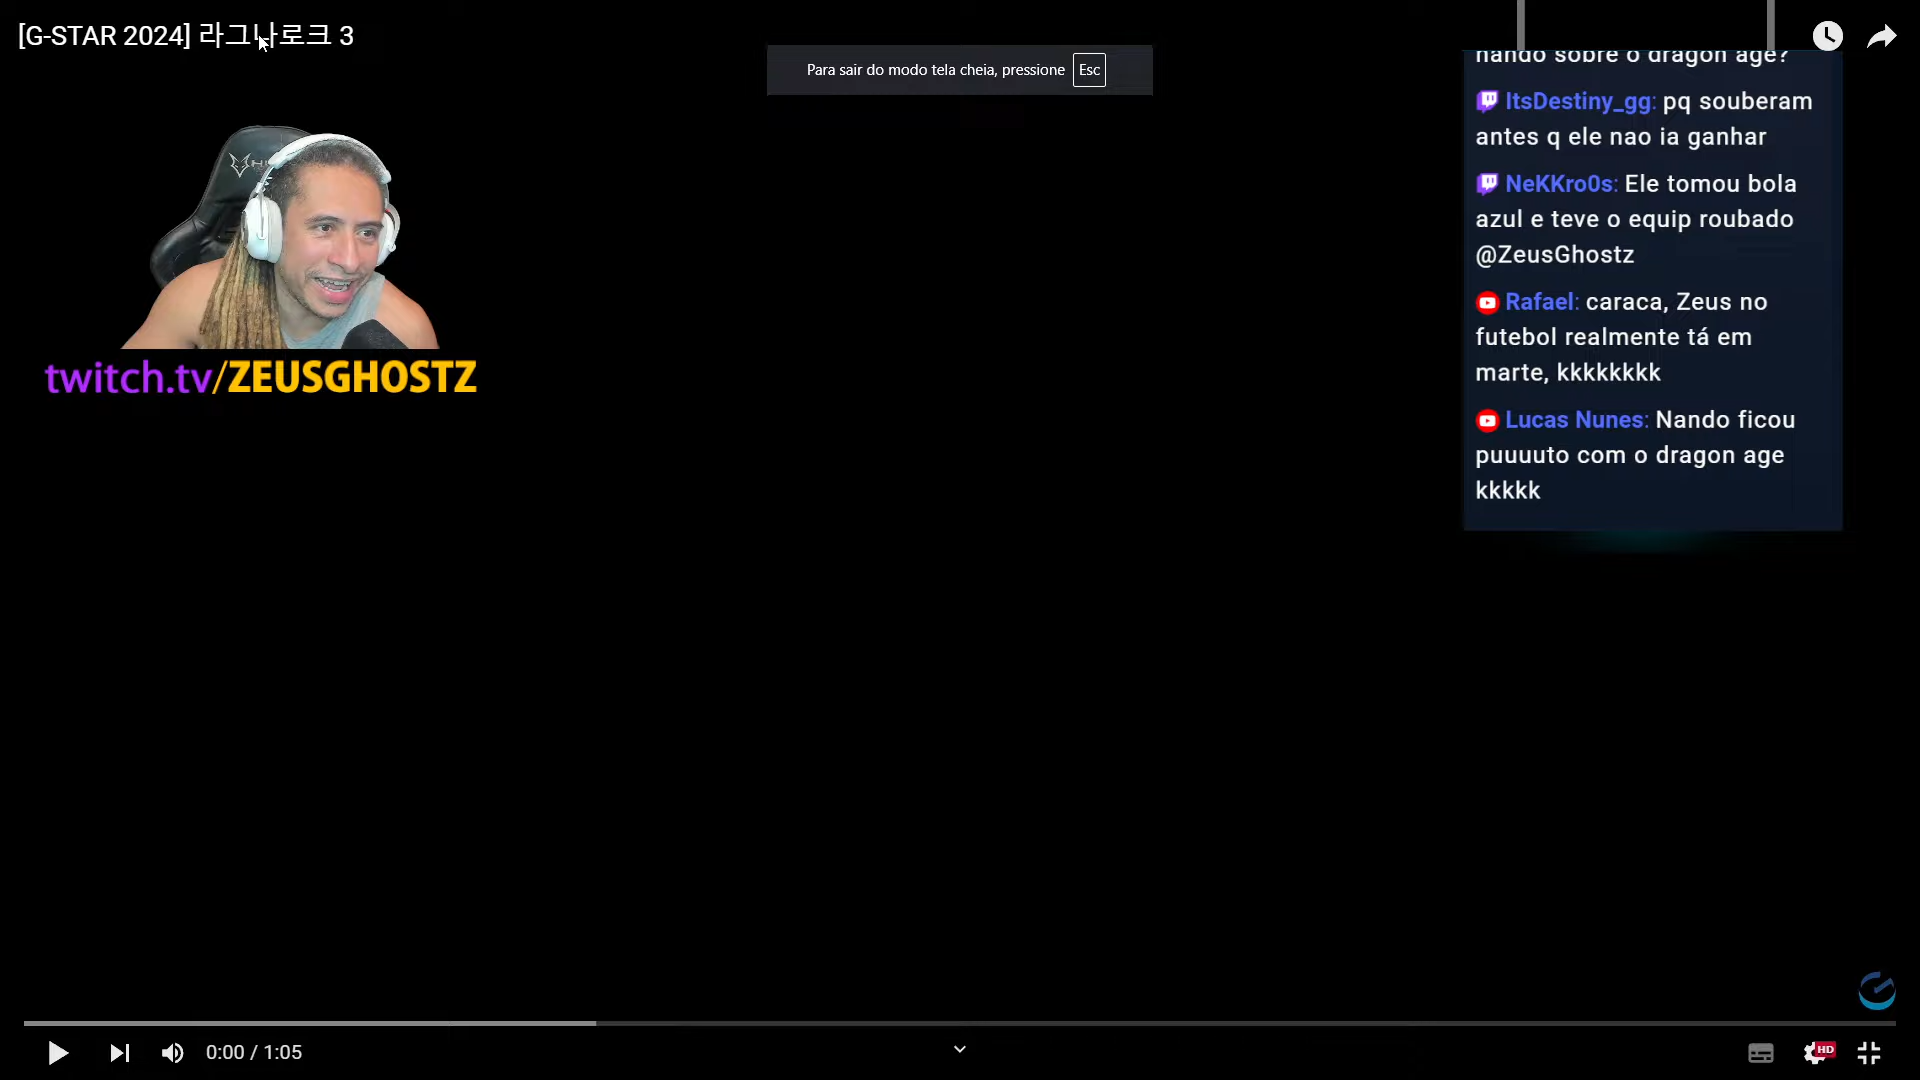 [G-STAR 2024] 라그나로크 3
Para sair do modo tela cheia, pressione Esc
nando sobre o dragon age?
ItsDestiny_gg: pq souberam
antes q ele nao ia ganhar
NeKKro0s: Ele tomou bola
azul e teve o equip roubado
@ZeusGhostz
Rafael: caraca, Zeus no
futebol realmente tá em
marte, kkkkkkkk
Lucas Nunes: Nando ficou
puuuuto com o dragon age
kkkkk
twitch.tv/ZEUSGHOSTZ
0:00 / 1:05
HD